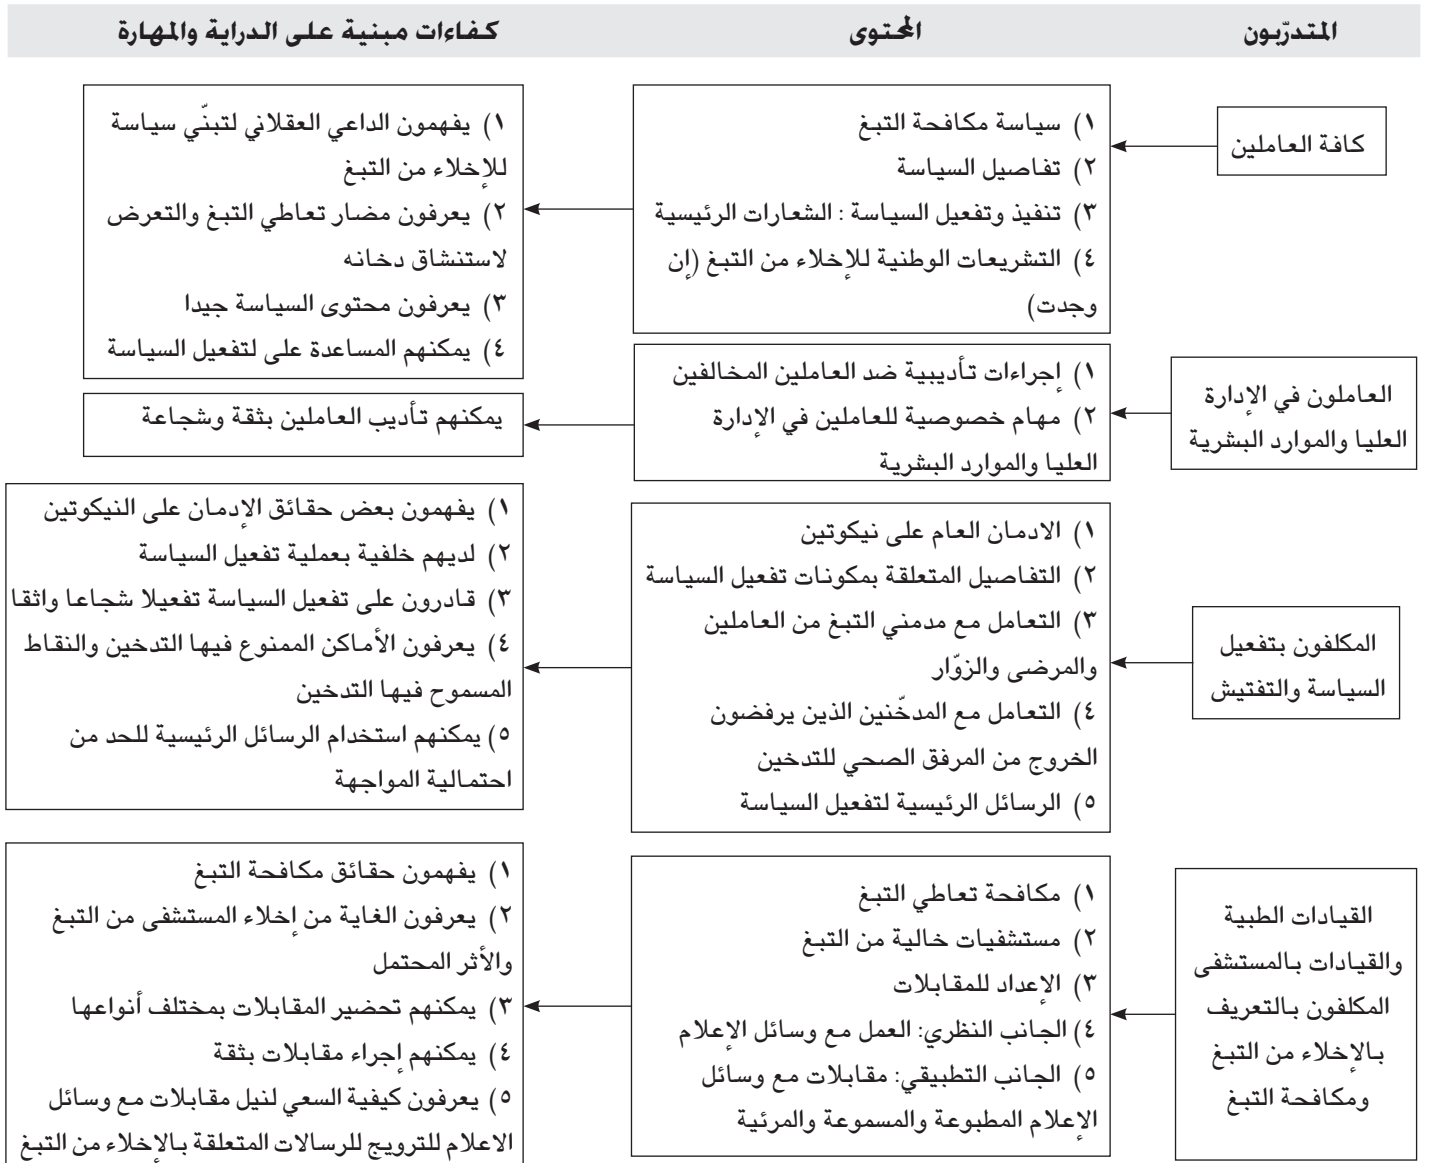 المتدرّبون
المحتوى
كفاءات مبنية على الدراية والمهارة
كافة العاملين
١) سياسة مكافحة التبغ
٢) تفاصيل السياسة
٣) تنفيذ وتفعيل السياسة : الشعارات الرئيسية
٤) التشريعات الوطنية للإخلاء من التبغ (إن
وجدت)
١) يفهمون الداعي العقلاني لتبنّي سياسة
للإخلاء من التبغ
٢) يعرفون مضار تعاطي التبغ والتعرض
لاستنشاق دخانه
٣) يعرفون محتوى السياسة جيدا
٤) يمكنهم المساعدة على لتفعيل السياسة
العاملون في الإدارة
العليا والموارد البشرية
١) إجراءات تأديبية ضد العاملين المخالفين
٢) مهام خصوصية للعاملين في الإدارة
العليا والموارد البشرية
يمكنهم تأديب العاملين بثقة وشجاعة
المكلفون بتفعيل
السياسة والتفتيش
١) الادمان العام على نيكوتين
٢) التفاصيل المتعلقة بمكونات تفعيل السياسة
٣) التعامل مع مدمني التبغ من العاملين
والمرضى والزوّار
٤) التعامل مع المدخّنين الذين يرفضون
الخروج من المرفق الصحي للتدخين
٥) الرسائل الرئيسية لتفعيل السياسة
١) يفهمون بعض حقائق الإدمان على النيكوتين
٢) لديهم خلفية بعملية تفعيل السياسة
٣) قادرون على تفعيل السياسة تفعيلا شجاعا واثقا
٤) يعرفون الأماكن الممنوع فيها التدخين والنقاط
المسموح فيها التدخين
٥) يمكنهم استخدام الرسائل الرئيسية للحد من
احتمالية المواجهة
القيادات الطبية
والقيادات بالمستشفى
المكلفون بالتعريف
بالإخلاء من التبغ
ومكافحة التبغ
١) مكافحة تعاطي التبغ
٢) مستشفيات خالية من التبغ
٣) الإعداد للمقابلات
٤) الجانب النظري: العمل مع وسائل الإعلام
٥) الجانب التطبيقي: مقابلات مع وسائل
الإعلام المطبوعة والمسموعة والمرئية
١) يفهمون حقائق مكافحة التبغ
٢) يعرفون الغاية من إخلاء المستشفى من التبغ
والأثر المحتمل
٣) يمكنهم تحضير المقابلات بمختلف أنواعها
٤) يمكنهم إجراء مقابلات بثقة
٥) يعرفون كيفية السعي لنيل مقابلات مع وسائل
الاعلام للترويج للرسالات المتعلقة بالإخلاء من التبغ